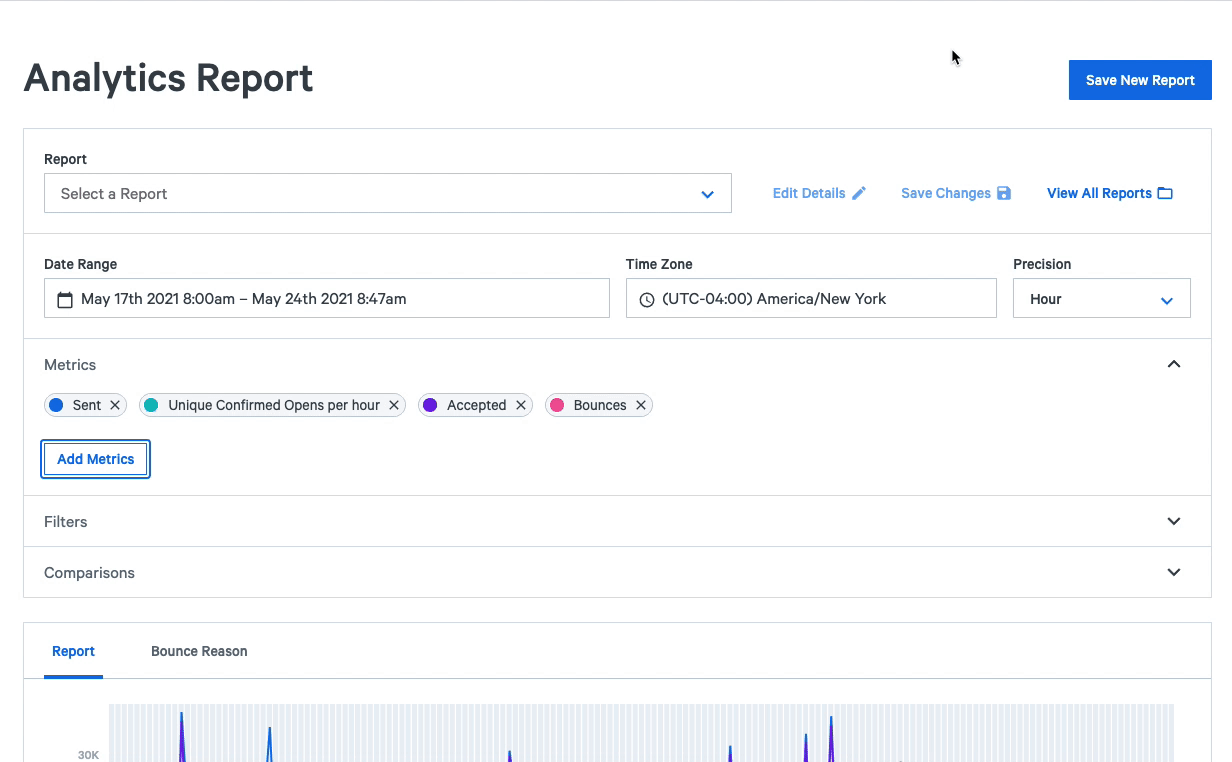 Analytics Report
Save New Report
Report
Select a Report
Edit Details
Save Changes
View All Reports
Date Range
Time Zone
Precision
May 17th 2021 8:00am – May 24th 2021 8:47am
(UTC-04:00) America/New York
Hour
Metrics
Sent
Unique Confirmed Opens per hour
Accepted
Bounces
Add Metrics
Filters
Comparisons
Report
Bounce Reason
30K